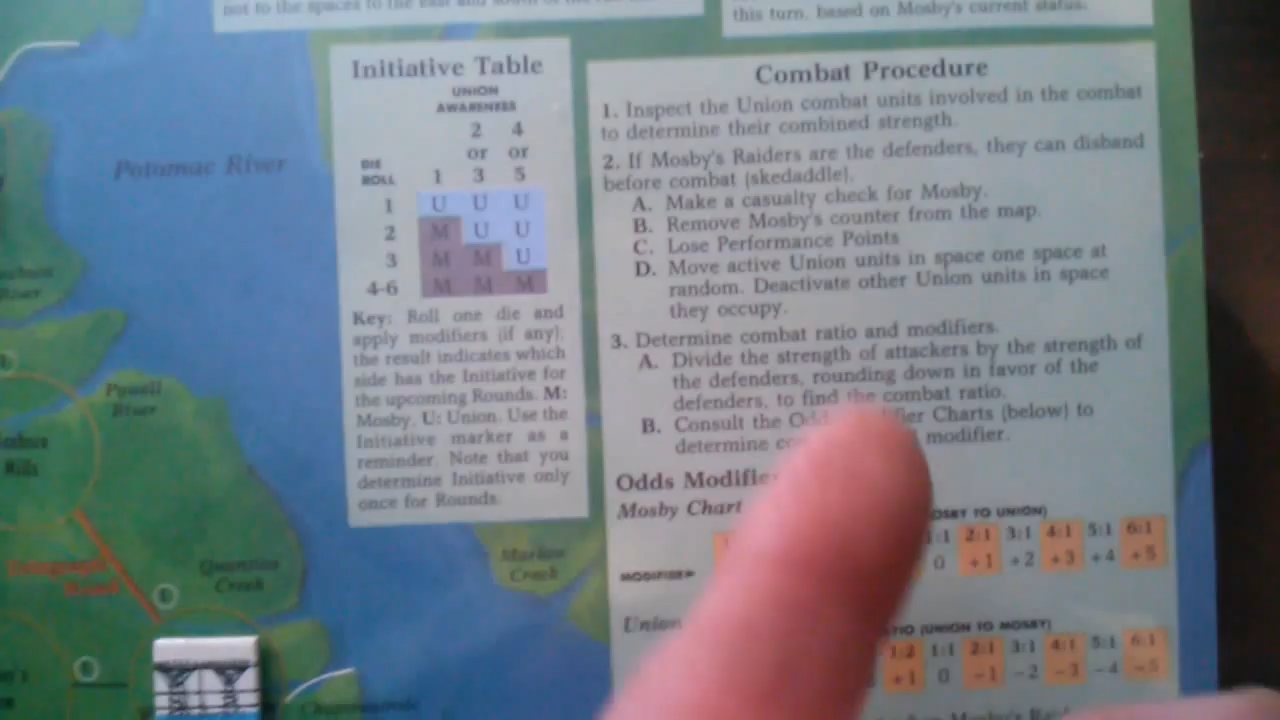 this turn, based on Mosby's current status.
Potomac River
Initiative Table
UNION
AWARENESS
2 4
or or
DIE
ROLL 1 3 5
1 U U U
2 M U U
3 M M U
4-6 M M M
Key: Roll one die and
apply modifiers (if any);
the result indicates which
side has the Initiative for
the upcoming Rounds. M:
Mosby. U: Union. Use the
Initiative marker as a
reminder. Note that you
determine Initiative only
once for Rounds.
Combat Procedure
1. Inspect the Union combat units involved in the combat
to determine their combined strength.
2. If Mosby's Raiders are the defenders, they can disband
before combat (skedaddle).
A. Make a casualty check for Mosby.
B. Remove Mosby's counter from the map.
C. Lose Performance Points
D. Move active Union units in space one space at
random. Deactivate other Union units in space
they occupy.
3. Determine combat ratio and modifiers.
A. Divide the strength of attackers by the strength of
the defenders, rounding down in favor of the
defenders, to find the combat ratio.
B. Consult the Charts (below) to
determine modifier.
Odds
Mosby Chart TO UNION)
1:1 2:1 3:1 4:1 5:1 6:1
MODIFIER 0 +1 +2 +3 +4 +5
Union (UNION TO MOSBY)
1:2 1:1 2:1 3:1 4:1 5:1 6:1
+1 0 -1 -2 -3 -4 -5
Powell
River
Telegraph
Road
Quantico
Creek
Marlow
Creek